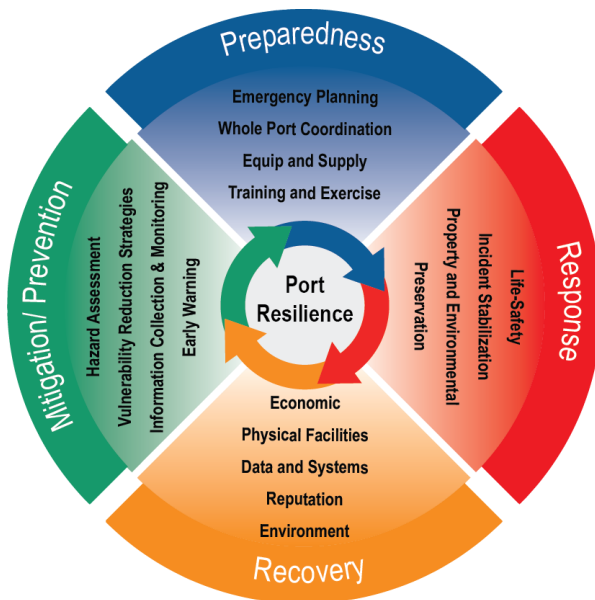 Preparedness
Emergency Planning
Whole Port Coordination
Equip and Supply
Training and Exercise
Response
Life-Safety
Incident Stabilization
Property and Environmental
Preservation
Port
Resilience
Economic
Physical Facilities
Data and Systems
Reputation
Environment
Recovery
Mitigation/ Prevention
Hazard Assessment
Vulnerability Reduction Strategies
Information Collection & Monitoring
Early Warning